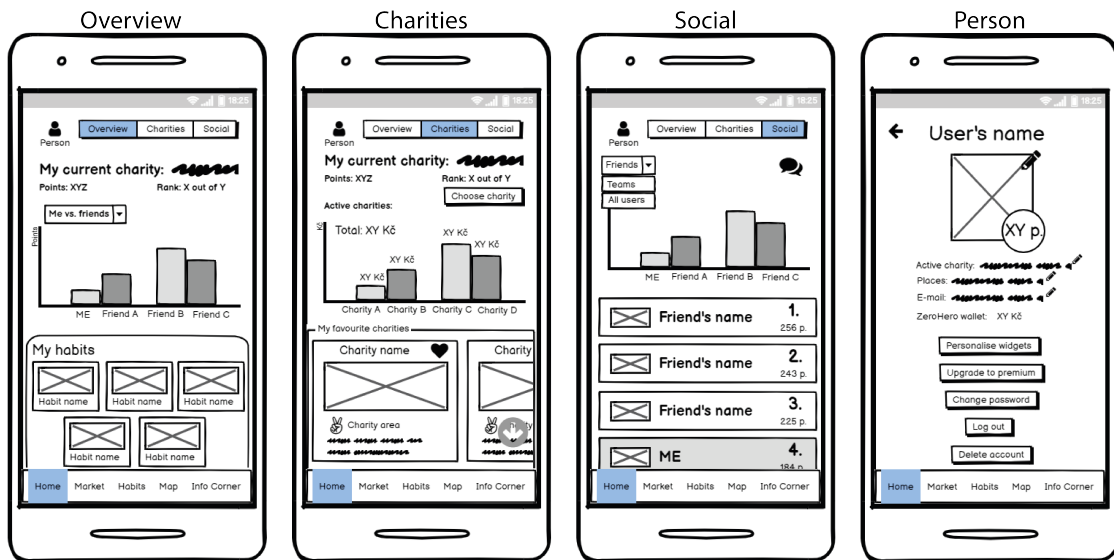 Overview
18:25
Person
Overview Charities Social
My current charity:
Points: XYZ Rank: X out of Y
Me vs. friends
Points
ME Friend A Friend B Friend C
My habits
Habit name Habit name Habit name
Habit name Habit name
Home Market Habits Map Info Corner
Charities
18:25
Person
Overview Charities Social
My current charity:
Points: XYZ Rank: X out of Y
Choose charity
Active charities:
Kč
Total: XY Kč
XY Kč XY Kč XY Kč XY Kč
Charity A Charity B Charity C Charity D
My favourite charities
Charity name Charity
Charity area
Home Market Habits Map Info Corner
Social
18:25
Person
Overview Charities Social
Friends
Teams
All users
ME Friend A Friend B Friend C
Friend's name 1.
256 p.
Friend's name 2.
243 p.
Friend's name 3.
225 p.
ME 4.
184 p.
Home Market Habits Map Info Corner
Person
18:25
User's name
XY p.
Active charity:
Places:
E-mail:
ZeroHero wallet: XY Kč
Personalise widgets
Upgrade to premium
Change password
Log out
Delete account
Home Market Habits Map Info Corner